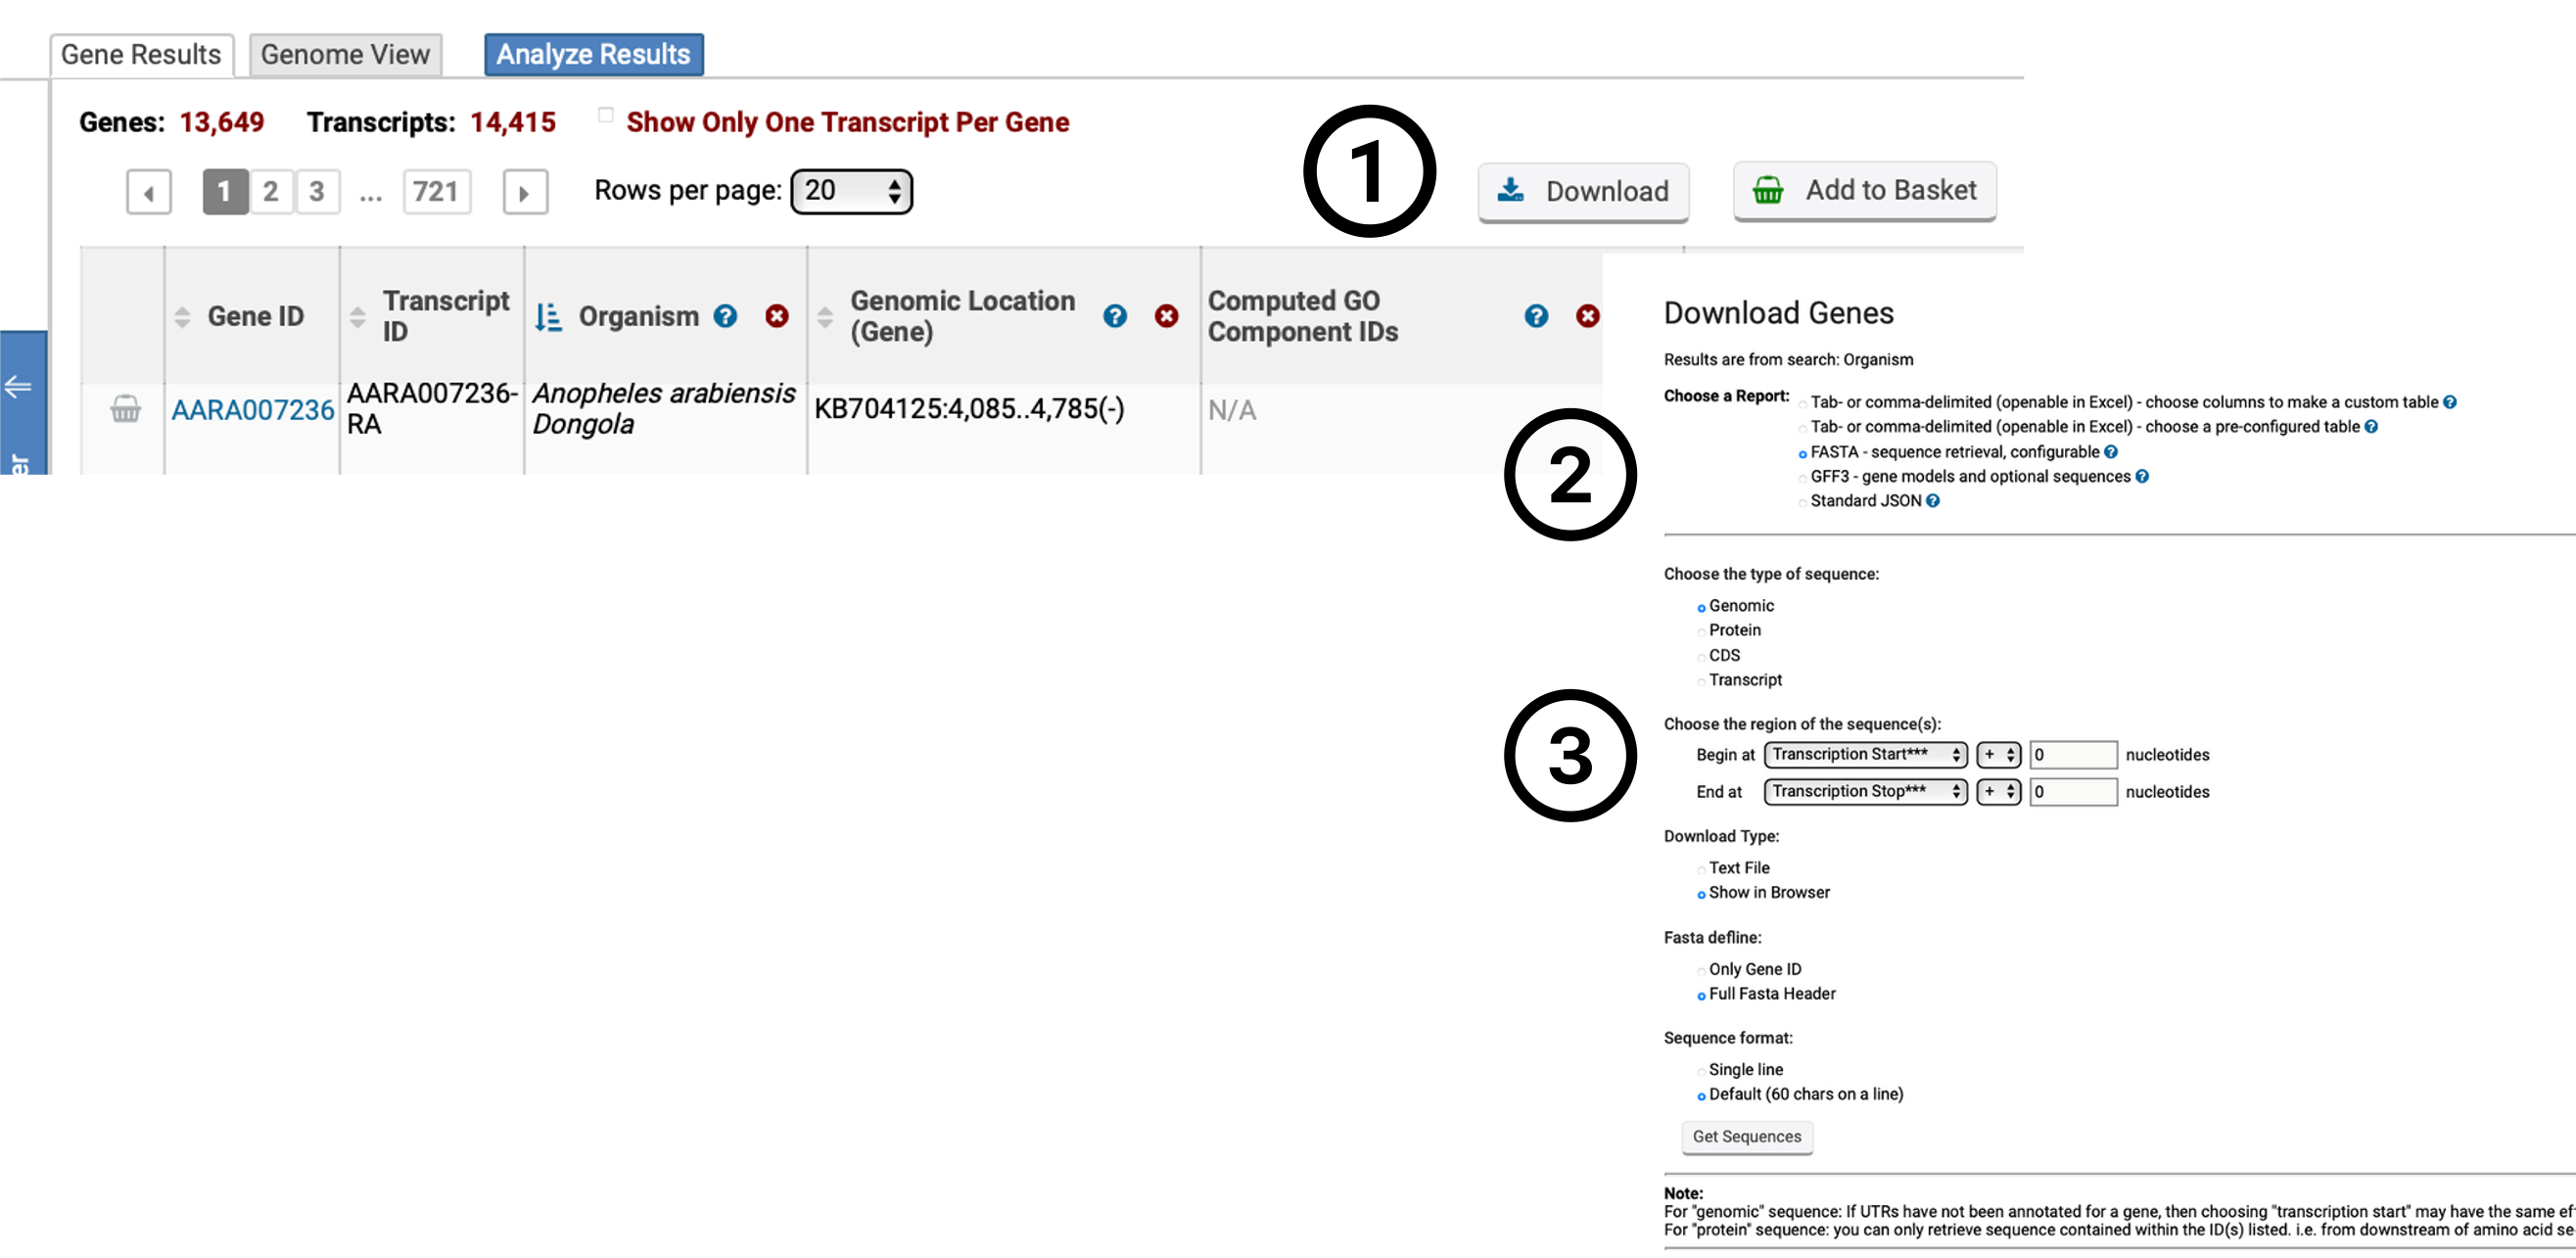 Gene Results Genome View Analyze Results
Genes: 13,649 Transcripts: 14,415 Show Only One Transcript Per Gene
1 2 3 ... 721 Rows per page: 20
1
Download Add to Basket
Gene ID
Transcript
ID
Organism ?
Genomic Location
(Gene) ?
Computed GO
Component IDs ?
AARA007236
AARA007236-
RA
Anopheles arabiensis
Dongola
KB704125:4,085..4,785(-)
N/A
er
Download Genes
Results are from search: Organism
2
Choose a Report: Tab- or comma-delimited (openable in Excel) - choose columns to make a custom table ?
Tab- or comma-delimited (openable in Excel) - choose a pre-configured table ?
FASTA - sequence retrieval, configurable ?
GFF3 - gene models and optional sequences ?
Standard JSON ?
Choose the type of sequence:
Genomic
Protein
CDS
Transcript
3
Choose the region of the sequence(s):
Begin at Transcription Start*** + 0 nucleotides
End at Transcription Stop*** + 0 nucleotides
Download Type:
Text File
Show in Browser
Fasta defline:
Only Gene ID
Full Fasta Header
Sequence format:
Single line
Default (60 chars on a line)
Get Sequences
Note:
For "genomic" sequence: If UTRs have not been annotated for a gene, then choosing "transcription start" may have the same ef
For "protein" sequence: you can only retrieve sequence contained within the ID(s) listed. i.e. from downstream of amino acid se